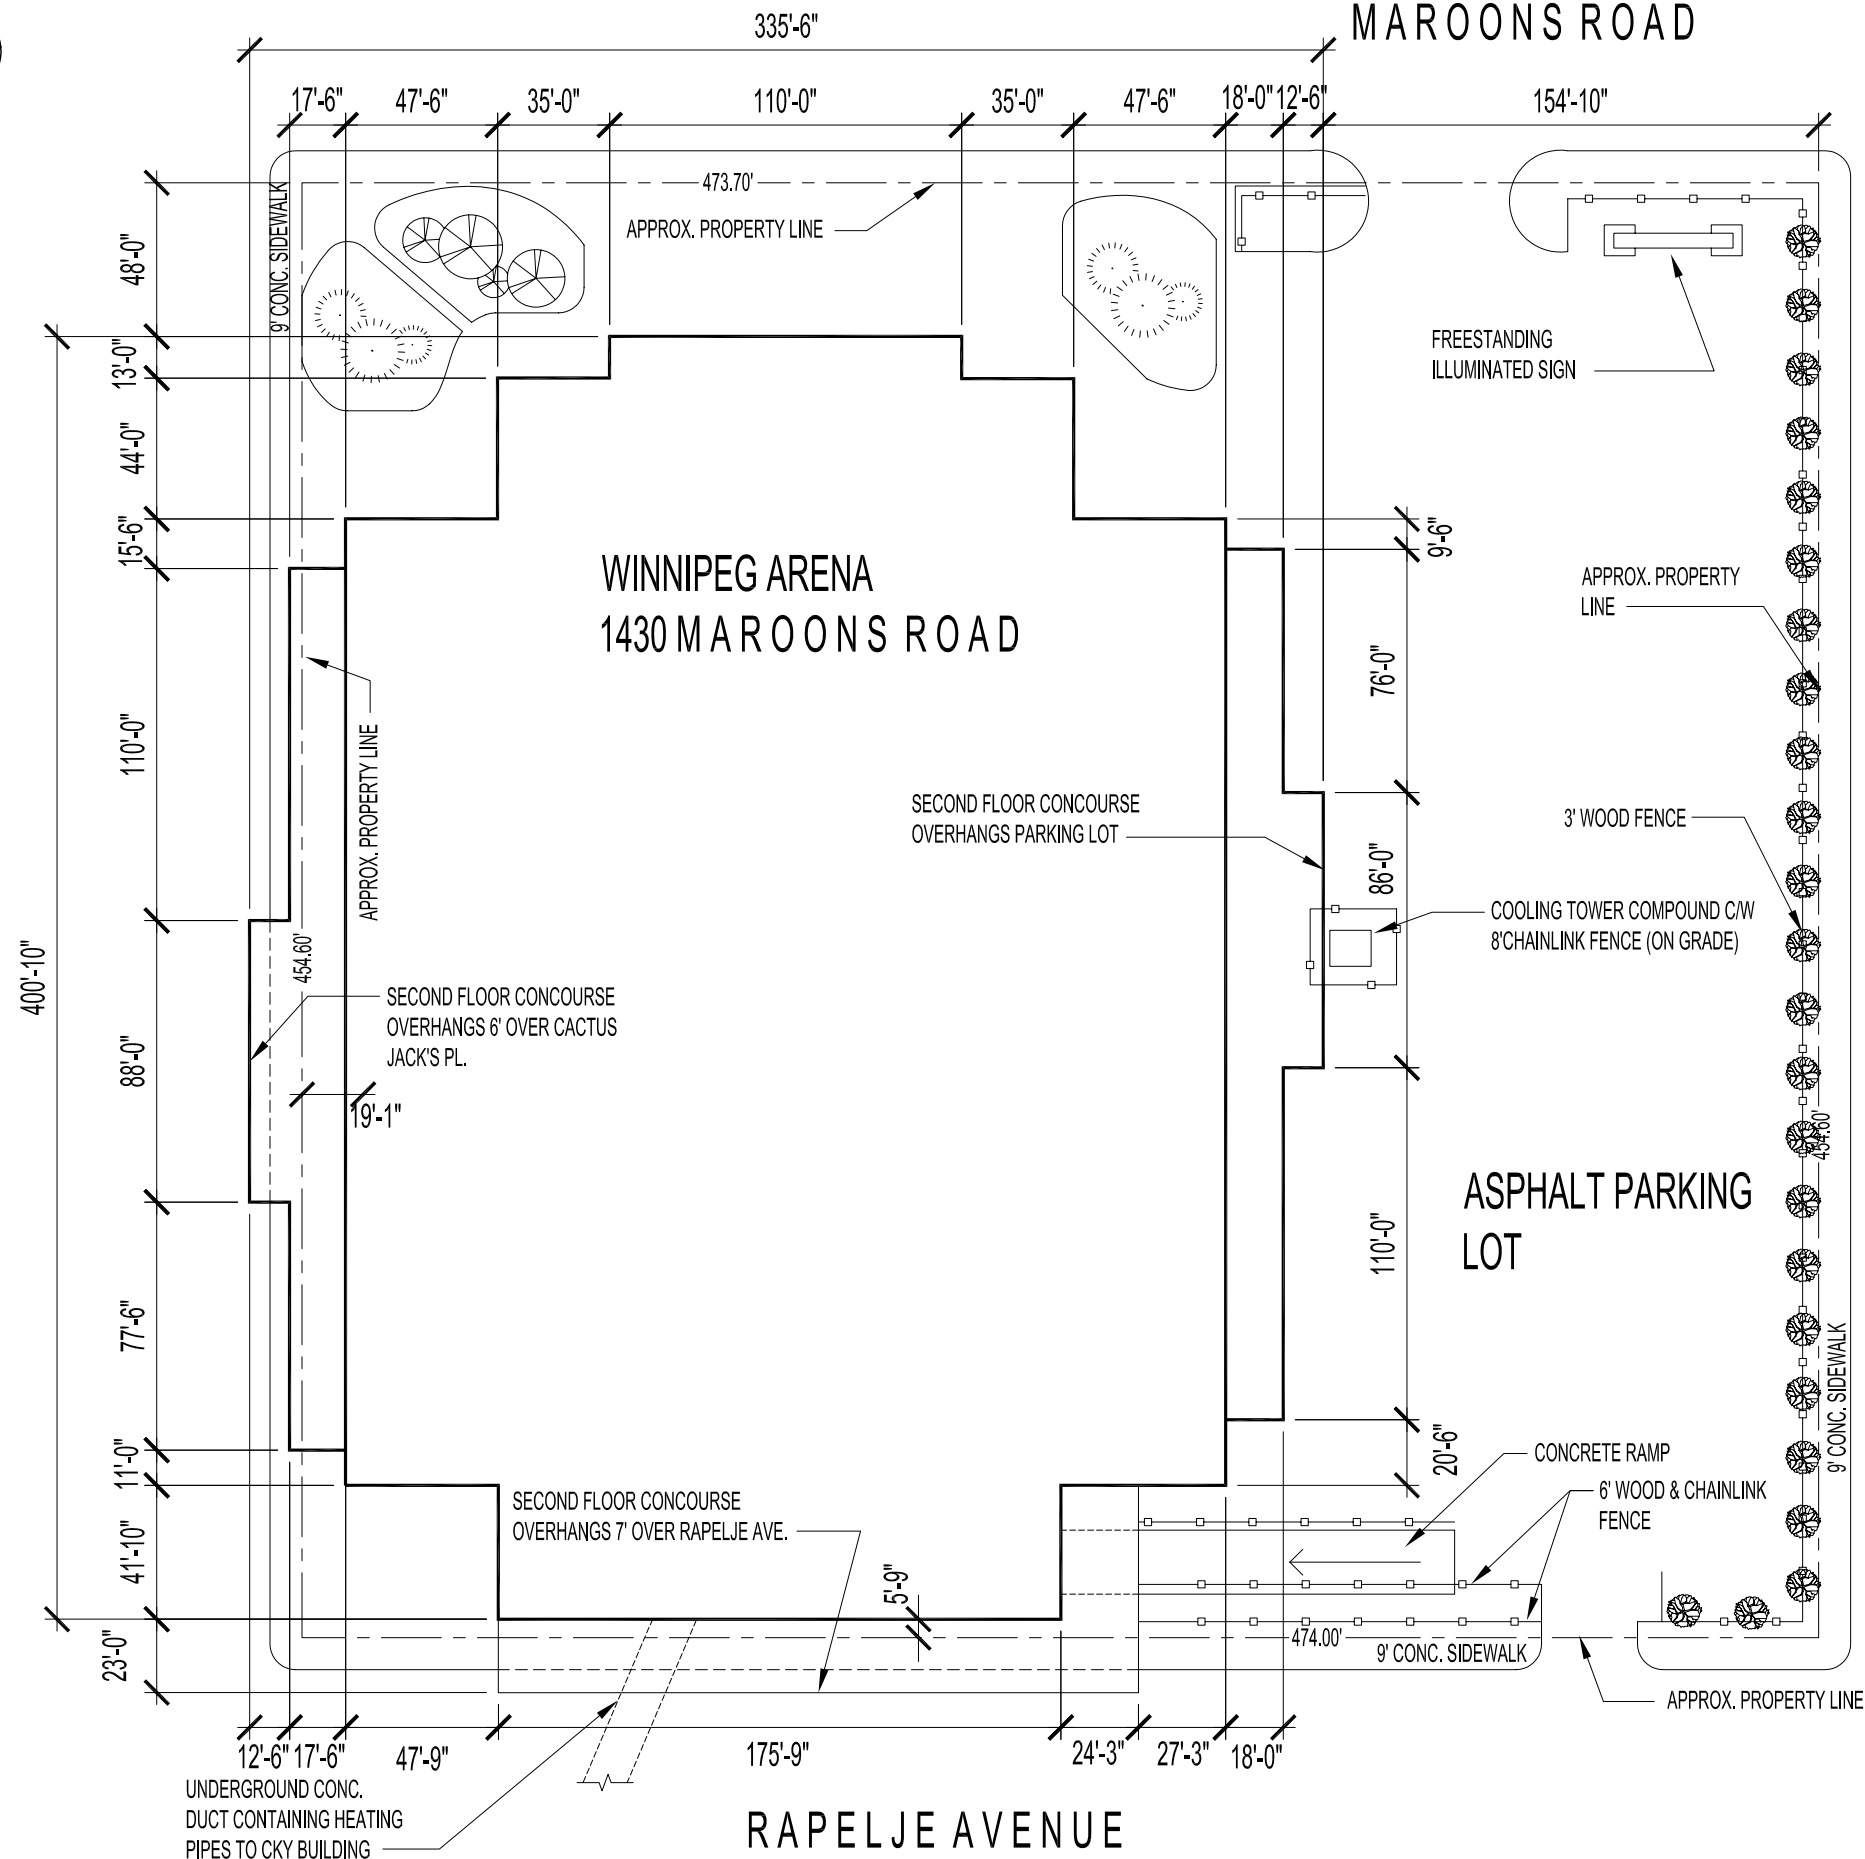 MAROONS ROAD
335'-6"
17'-6"
47'-6"
35'-0"
110'-0"
35'-0"
47'-6"
18'-0"
12'-6"
154'-10"
473.70'
APPROX. PROPERTY LINE
9' CONC. SIDEWALK
48'-0"
13'-0"
44'-0"
15'-6"
110'-0"
88'-0"
77'-6"
11'-0"
41'-10"
23'-0"
400'-10"
FREESTANDING
ILLUMINATED SIGN
WINNIPEG ARENA
1430 MAROONS ROAD
9'-6"
76'-0"
86'-0"
110'-0"
20'-6"
APPROX. PROPERTY
LINE
APPROX. PROPERTY LINE
454.60'
SECOND FLOOR CONCOURSE
OVERHANGS PARKING LOT
3' WOOD FENCE
COOLING TOWER COMPOUND C/W
8'CHAINLINK FENCE (ON GRADE)
SECOND FLOOR CONCOURSE
OVERHANGS 6' OVER CACTUS
JACK'S PL.
19'-1"
454.60'
ASPHALT PARKING
LOT
9' CONC. SIDEWALK
CONCRETE RAMP
6' WOOD & CHAINLINK
FENCE
SECOND FLOOR CONCOURSE
OVERHANGS 7' OVER RAPELJE AVE.
5'-9"
474.00'
9' CONC. SIDEWALK
APPROX. PROPERTY LINE
12'-6"
17'-6"
47'-9"
175'-9"
24'-3"
27'-3"
18'-0"
UNDERGROUND CONC.
DUCT CONTAINING HEATING
PIPES TO CKY BUILDING
RAPELJE AVENUE